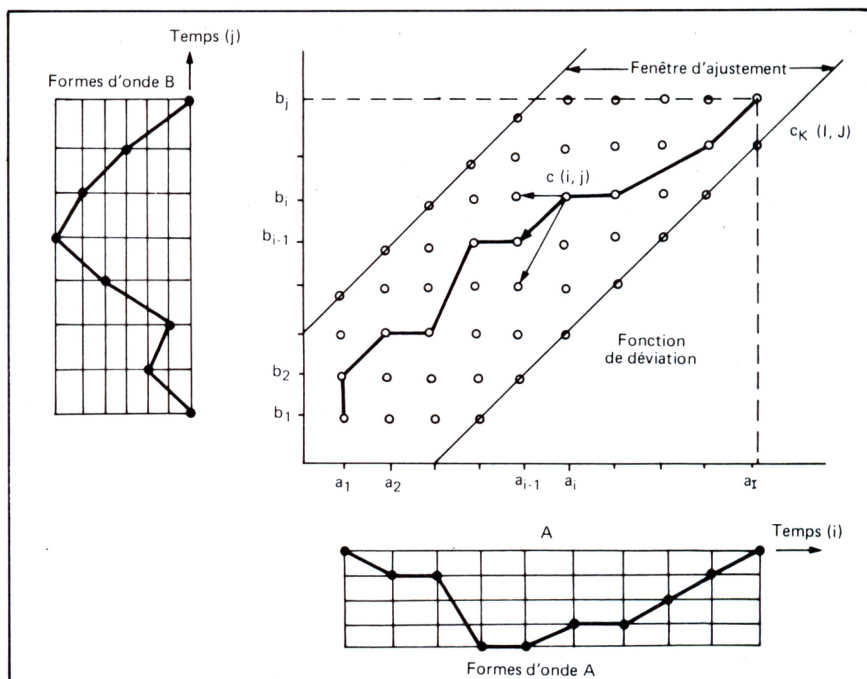 Temps (j)
Formes d'onde B
Fenêtre d'ajustement
b_j
c_K (I, J)
c (i, j)
b_i
b_{i-1}
Fonction
de déviation
b_2
b_1
a_1 a_2 a_{i-1} a_i a_I
A
Temps (i)
Formes d'onde A